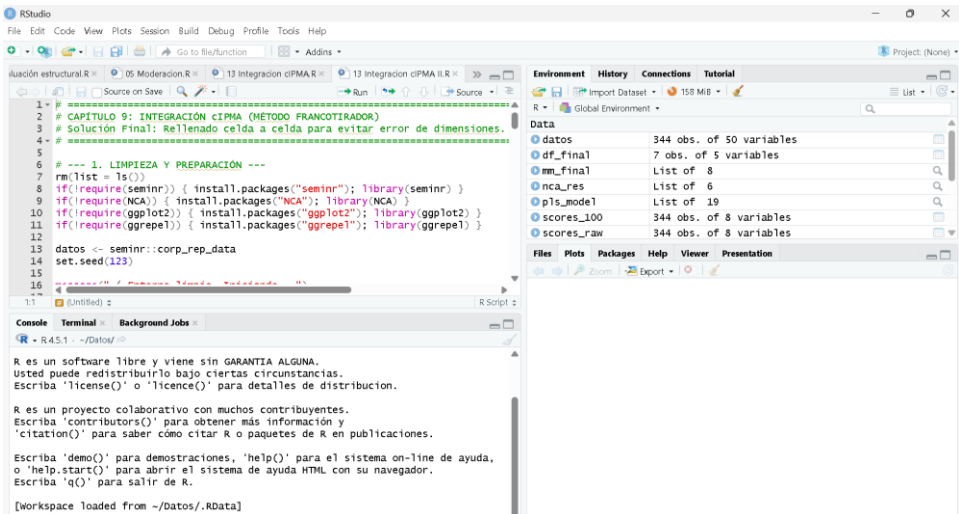 RStudio
File Edit Code View Plots Session Build Debug Profile Tools Help
Go to file/function Addins Project: (None)
luación estructural.R 05 Moderacion.R 13 Integracion cIPMA.R 13 Integracion cIPMA II.R
Source on Save Run Source
1 # ================================================================
2 # CAPÍTULO 9: INTEGRACIÓN cIPMA (MÉTODO FRANCOTIRADOR)
3 # Solución Final: Rellenado celda a celda para evitar error de dimensiones.
4 # ================================================================
5
6 # --- 1. LIMPIEZA Y PREPARACIÓN ---
7 rm(list = ls())
8 if(!require(seminr)) { install.packages("seminr"); library(seminr) }
9 if(!require(NCA)) { install.packages("NCA"); library(NCA) }
10 if(!require(ggplot2)) { install.packages("ggplot2"); library(ggplot2) }
11 if(!require(ggrepel)) { install.packages("ggrepel"); library(ggrepel) }
12
13 datos <- seminr::corp_rep_data
14 set.seed(123)
15
16
1:1 (Untitled) R Script
Console Terminal Background Jobs
R 4.5.1 · ~/Datos/
R es un software libre y viene sin GARANTIA ALGUNA.
Usted puede redistribuirlo bajo ciertas circunstancias.
Escriba 'license()' o 'licence()' para detalles de distribucion.
R es un proyecto colaborativo con muchos contribuyentes.
Escriba 'contributors()' para obtener más información y
'citation()' para saber cómo citar R o paquetes de R en publicaciones.
Escriba 'demo()' para demostraciones, 'help()' para el sistema on-line de ayuda,
o 'help.start()' para abrir el sistema de ayuda HTML con su navegador.
Escriba 'q()' para salir de R.
[Workspace loaded from ~/Datos/.RData]
Environment History Connections Tutorial
Import Dataset 158 MiB List
R Global Environment
Data
datos 344 obs. of 50 variables
df_final 7 obs. of 5 variables
mm_final List of 8
nca_res List of 6
pls_model List of 19
scores_100 344 obs. of 8 variables
scores_raw 344 obs. of 8 variables
Files Plots Packages Help Viewer Presentation
Zoom Export